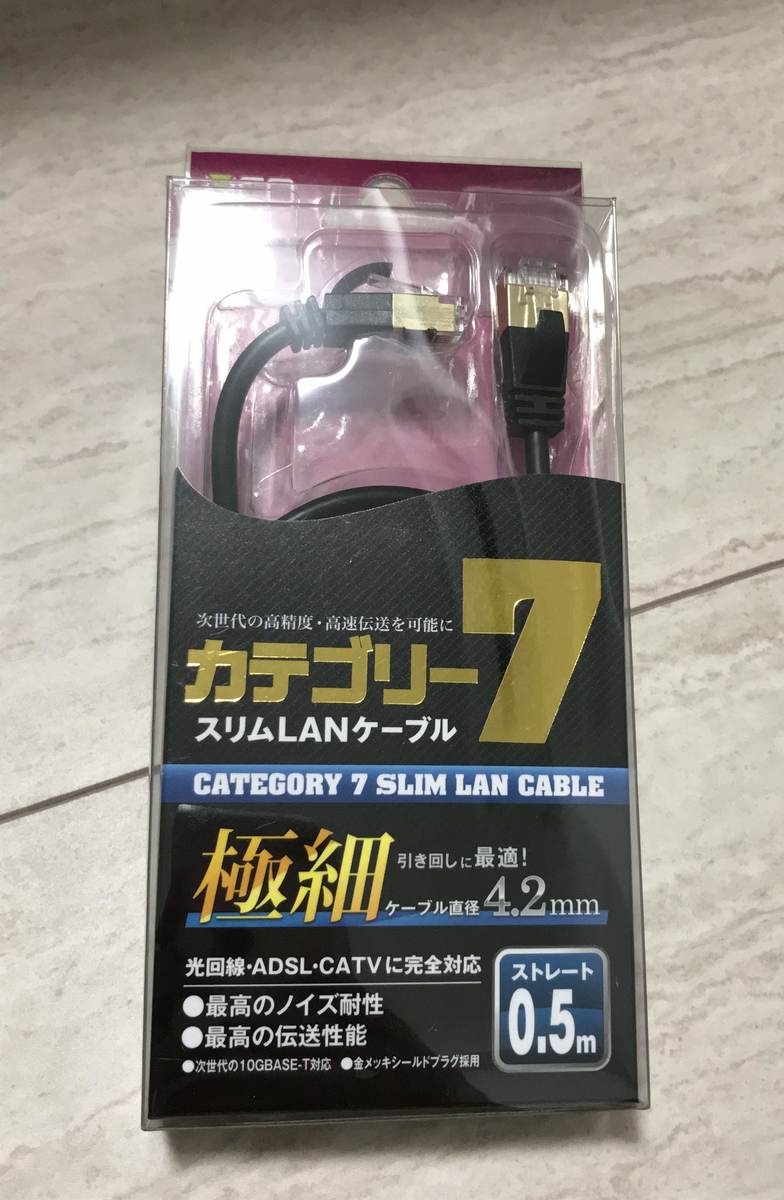 次世代の高精度・高速伝送を可能に
カテゴリー7
スリムLANケーブル
CATEGORY 7 SLIM LAN CABLE
極細
引き回しに最適!
ケーブル直径4.2mm
光回線・ADSL・CATVに完全対応
●最高のノイズ耐性
●最高の伝送性能
●次世代の10GBASE-T対応 ●金メッキシールドプラグ採用
ストレート
0.5m